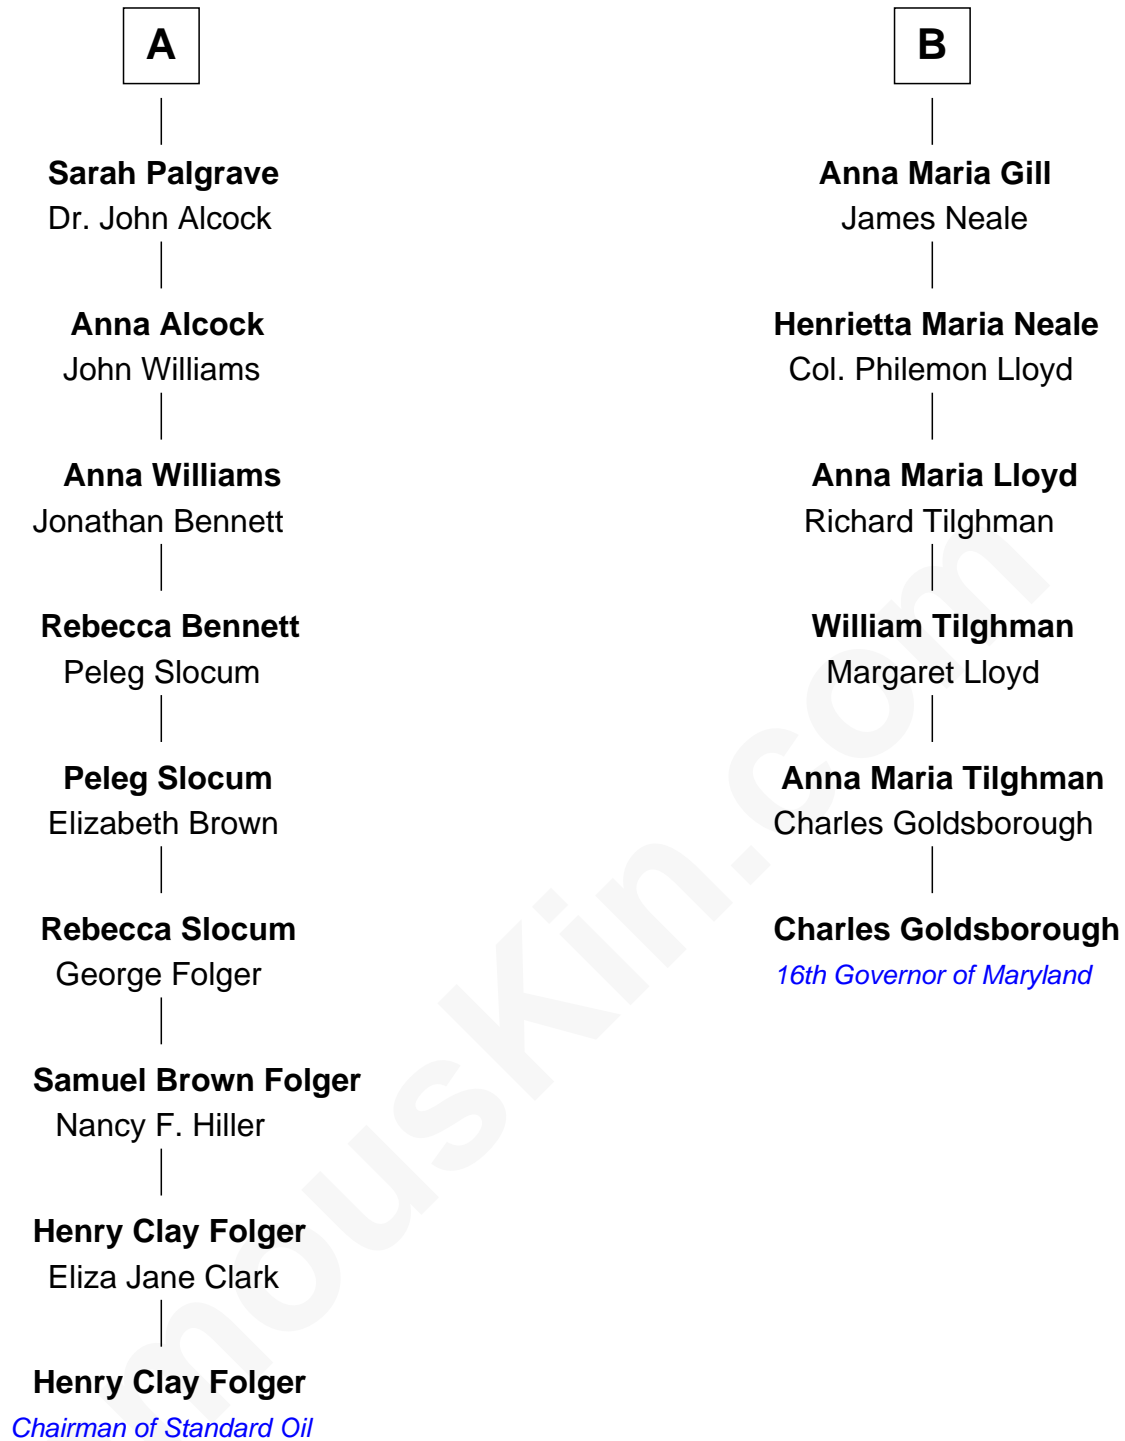 A
Sarah Palgrave
Dr. John Alcock
Anna Alcock
John Williams
Anna Williams
Jonathan Bennett
Rebecca Bennett
Peleg Slocum
Peleg Slocum
Elizabeth Brown
Rebecca Slocum
George Folger
Samuel Brown Folger
Nancy F. Hiller
Henry Clay Folger
Eliza Jane Clark
Henry Clay Folger
Chairman of Standard Oil
B
Anna Maria Gill
James Neale
Henrietta Maria Neale
Col. Philemon Lloyd
Anna Maria Lloyd
Richard Tilghman
William Tilghman
Margaret Lloyd
Anna Maria Tilghman
Charles Goldsborough
Charles Goldsborough
16th Governor of Maryland
mousKin.com